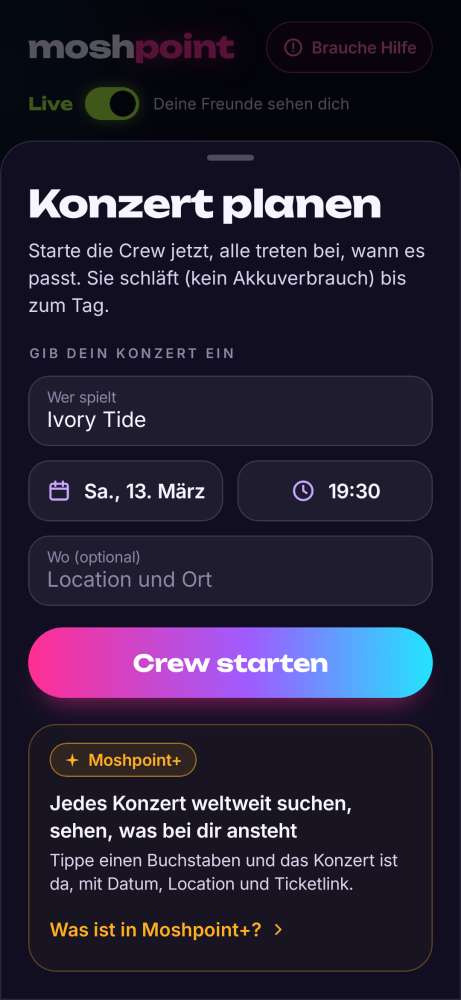 moshpoint
Brauche Hilfe
Live
Deine Freunde sehen dich
Konzert planen
Starte die Crew jetzt, alle treten bei, wann es
passt. Sie schläft (kein Akkuverbrauch) bis
zum Tag.
GIB DEIN KONZERT EIN
Wer spielt
Ivory Tide
Sa., 13. März
19:30
Wo (optional)
Location und Ort
Crew starten
Moshpoint+
Jedes Konzert weltweit suchen,
sehen, was bei dir ansteht
Tippe einen Buchstaben und das Konzert ist
da, mit Datum, Location und Ticketlink.
Was ist in Moshpoint+?